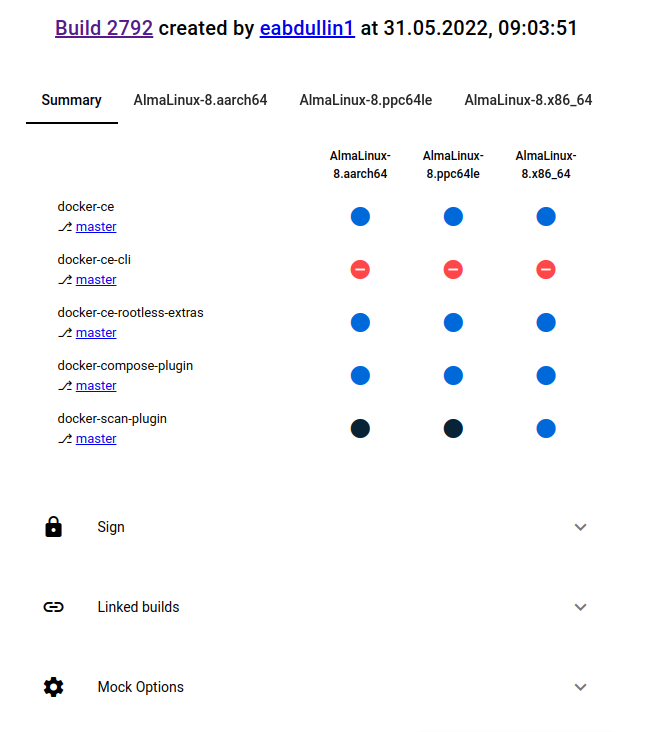 Build 2792 created by eabdullin1 at 31.05.2022, 09:03:51
Summary AlmaLinux-8.aarch64 AlmaLinux-8.ppc64le AlmaLinux-8.x86_64
AlmaLinux- AlmaLinux- AlmaLinux-
8.aarch64 8.ppc64le 8.x86_64
docker-ce
⎇ master
docker-ce-cli
⎇ master
docker-ce-rootless-extras
⎇ master
docker-compose-plugin
⎇ master
docker-scan-plugin
⎇ master
Sign
Linked builds
Mock Options